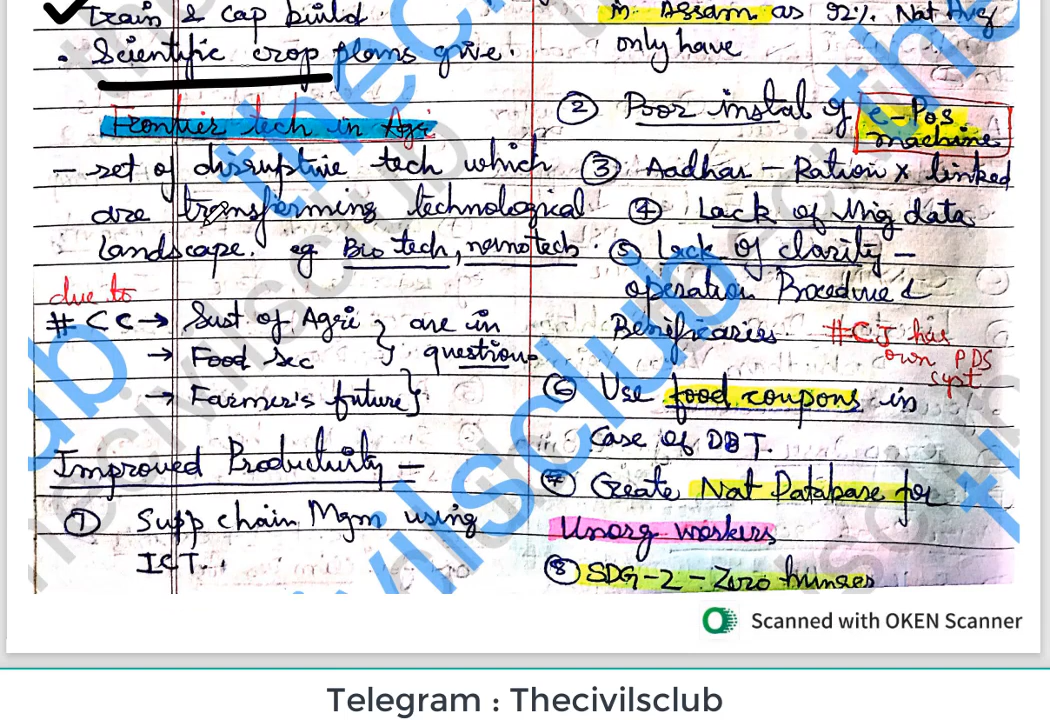 Train & cap build
• Scientific crop plans give.
Frontier tech in Agri
- set of disruptive tech which
are transforming technological
landscape. eg Bio tech, nanotech.
due to
# CC → Sust of Agri } are in
→ Food Sec } question
→ Farmer's future }
Improved Productivity -
① Supp chain Mgm using
ICT.
in Assam as 92%. Nat Avg
only have
② Poor instal of e-Pos
machine
③ Aadhar - Ration x linked
④ Lack of Mig data
⑤ Lack of clarity -
operation Procedure &
Beneficiaries. #CJ has
own PDS
syst
⑥ Use food coupons in
case of DBT.
⑦ Create Nat Database for
Unorg workers
⑧ SDG-2 - Zero hunger
Scanned with OKEN Scanner
Telegram : Thecivilsclub